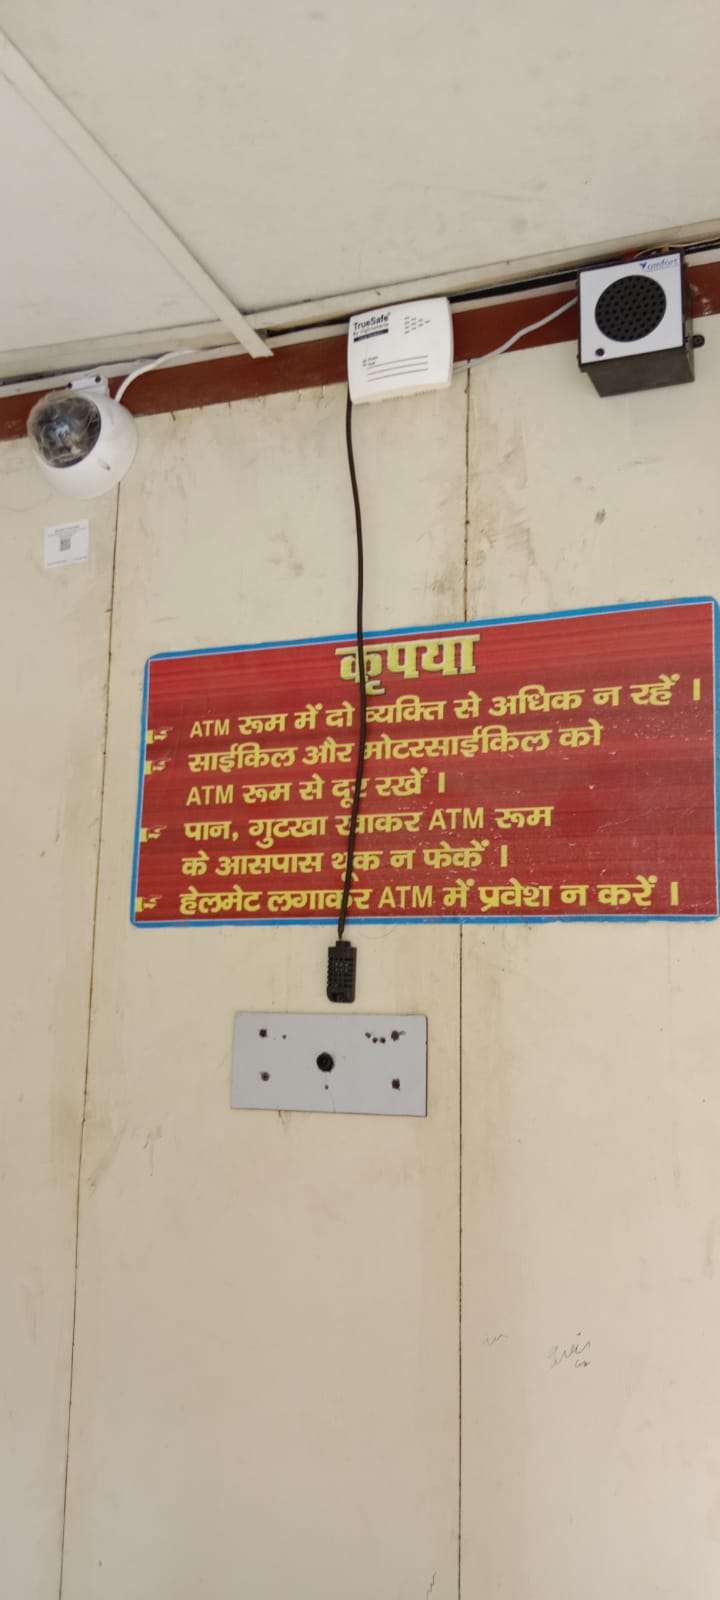 TrueSafe
कृपया
ATM रूम में दो व्यक्ति से अधिक न रहें ।
साईकिल और मोटरसाईकिल को
ATM रूम से दूर रखें ।
पान, गुटखा खाकर ATM रूम
के आसपास थूक न फेकें ।
हेलमेट लगाकर ATM में प्रवेश न करें ।